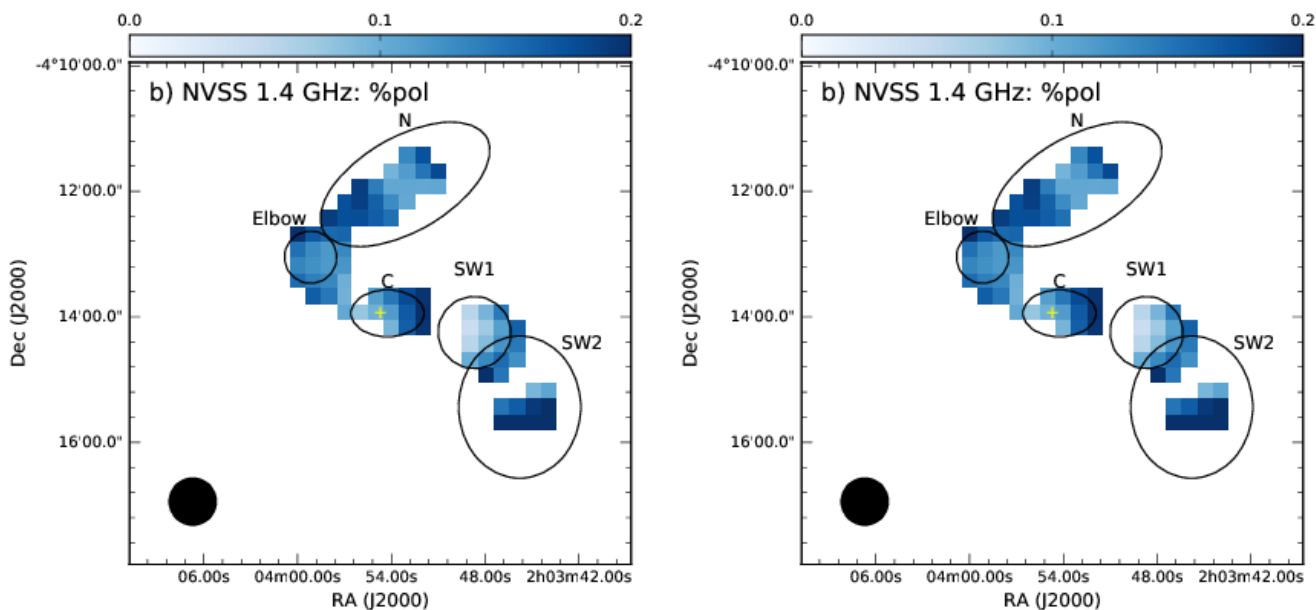 0.0 0.1 0.2
-4°10'00.0"
b) NVSS 1.4 GHz: %pol
N
12'00.0"
Elbow
SW1
C
14'00.0"
SW2
16'00.0"
Dec (J2000)
06.00s 04m00.00s 54.00s 48.00s 2h03m42.00s
RA (J2000)
0.0 0.1 0.2
-4°10'00.0"
b) NVSS 1.4 GHz: %pol
N
12'00.0"
Elbow
SW1
C
14'00.0"
SW2
16'00.0"
Dec (J2000)
06.00s 04m00.00s 54.00s 48.00s 2h03m42.00s
RA (J2000)